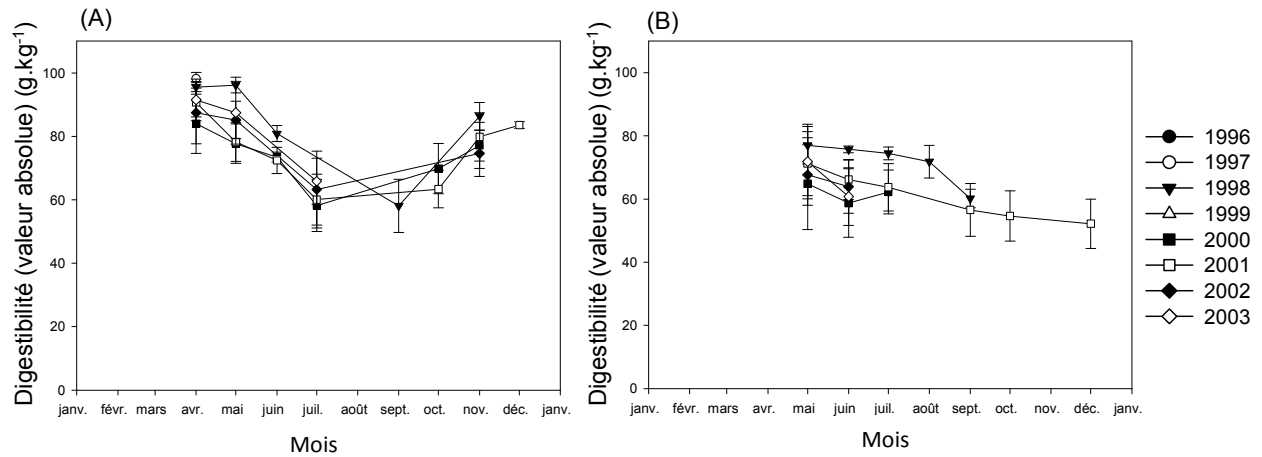 (A)
Digestibilité (valeur absolue) (g.kg⁻¹)
100
80
60
40
20
0
janv. févr. mars avr. mai juin juil. août sept. oct. nov. déc. janv.
Mois
(B)
Digestibilité (valeur absolue) (g.kg⁻¹)
100
80
60
40
20
0
janv. févr. mars avr. mai juin juil. août sept. oct. nov. déc. janv.
Mois
1996
1997
1998
1999
2000
2001
2002
2003